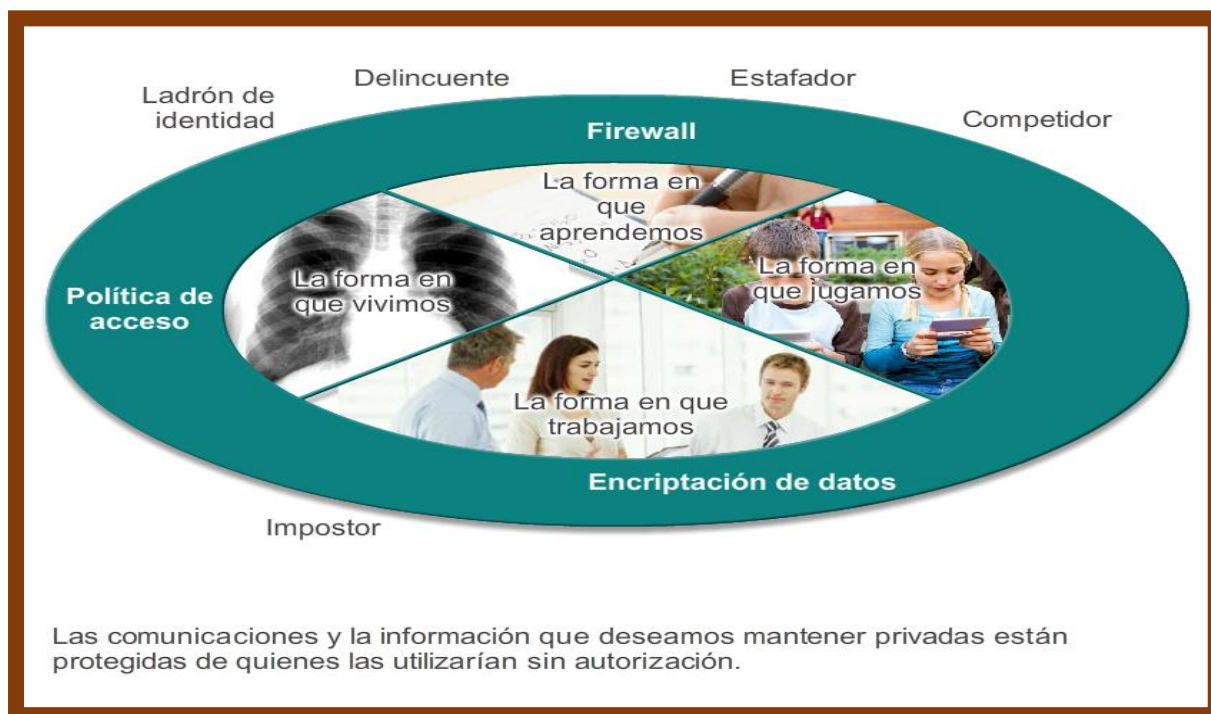 Delincuente
Estafador
Ladrón de
identidad
Competidor
Firewall
La forma en
que
aprendemos
La forma en
que vivimos
La forma en
que jugamos
Política de
acceso
La forma en que
trabajamos
Encriptación de datos
Impostor
Las comunicaciones y la información que deseamos mantener privadas están
protegidas de quienes las utilizarían sin autorización.